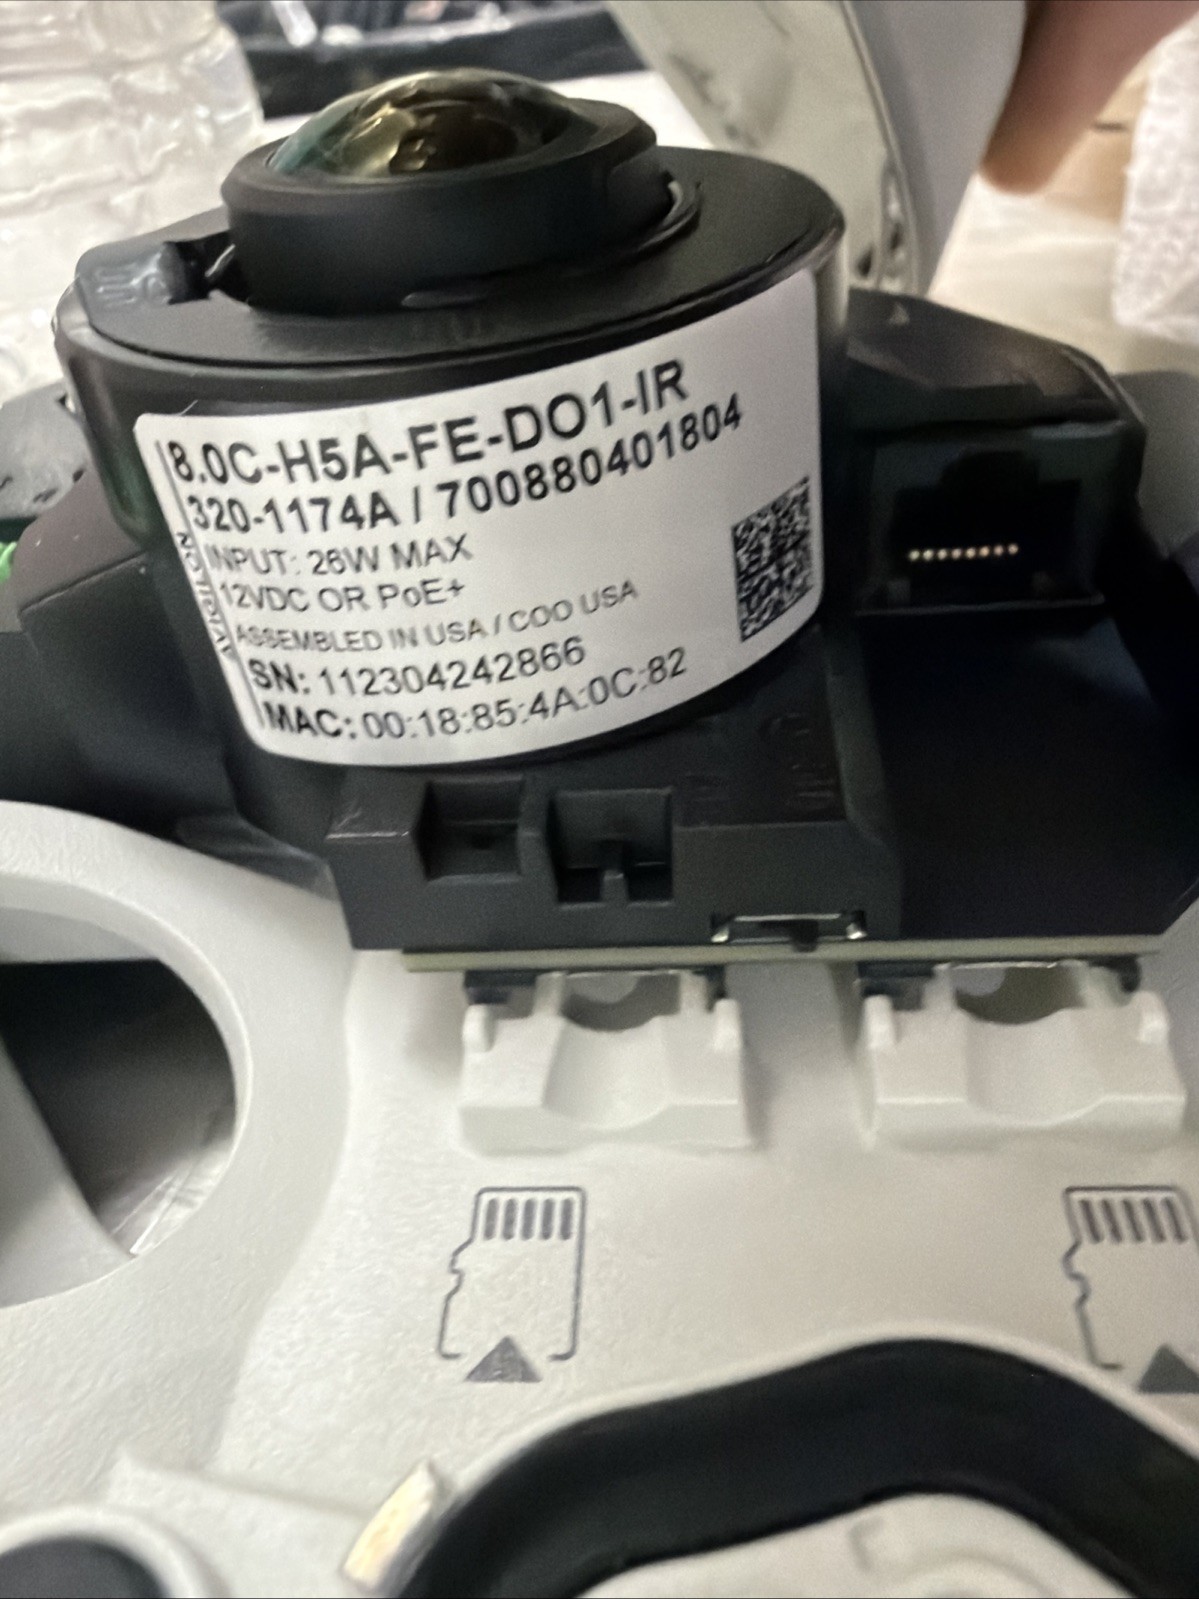 8.0C-H5A-FE-DO1-IR
320-1174A / 700880401804
INPUT: 26W MAX
12VDC OR PoE+
ASSEMBLED IN USA / COO USA
SN: 112304242866
MAC: 00:18:85:4A:0C:82